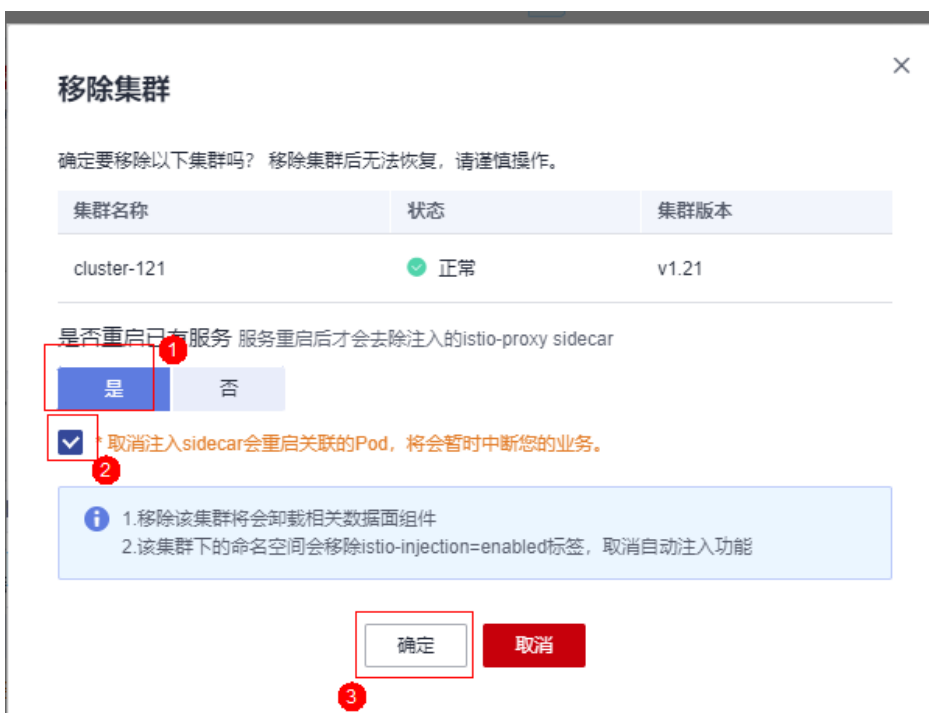 移除集群
确定要移除以下集群吗？ 移除集群后无法恢复，请谨慎操作。
集群名称 状态 集群版本
cluster-121 正常 v1.21
是否重启已有服务 服务重启后才会去除注入的istio-proxy sidecar
1
是 否
* 取消注入sidecar会重启关联的Pod，将会暂时中断您的业务。
2
1.移除该集群将会卸载相关数据面组件
2.该集群下的命名空间会移除istio-injection=enabled标签，取消自动注入功能
确定 取消
3